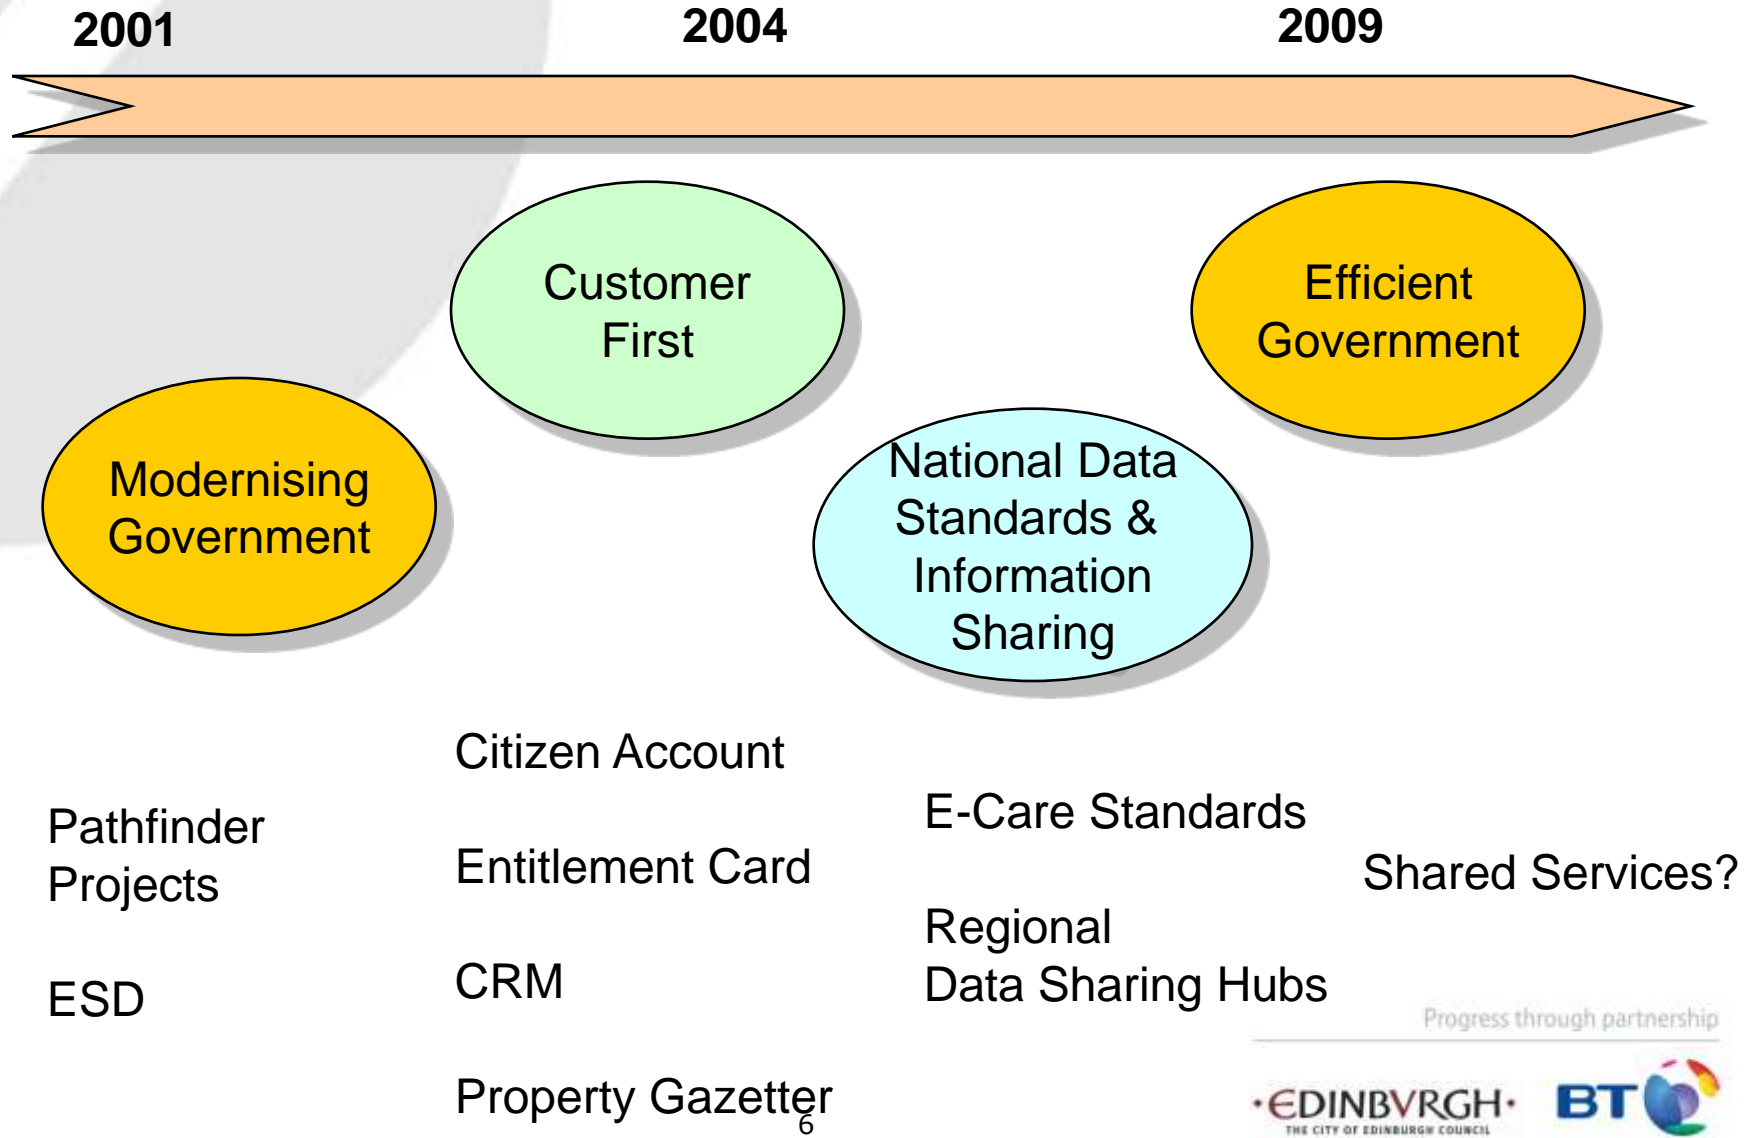 2001
2004
2009
Customer
First
Efficient
Government
Modernising
Government
National Data
Standards &
Information
Sharing
Citizen Account
Entitlement Card
CRM
Property Gazetter
Pathfinder
Projects
ESD
E-Care Standards
Regional
Data Sharing Hubs
Shared Services?
Progress through partnership
·EDINBVRGH·
THE CITY OF EDINBURGH COUNCIL
BT
6